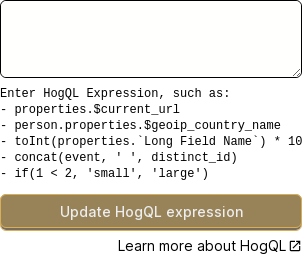 Enter HogQL Expression, such as:
- properties.$current_url
- person.properties.$geoip_country_name
- toInt(properties.`Long Field Name`) * 10
- concat(event, ' ', distinct_id)
- if(1 < 2, 'small', 'large')
Update HogQL expression
Learn more about HogQL